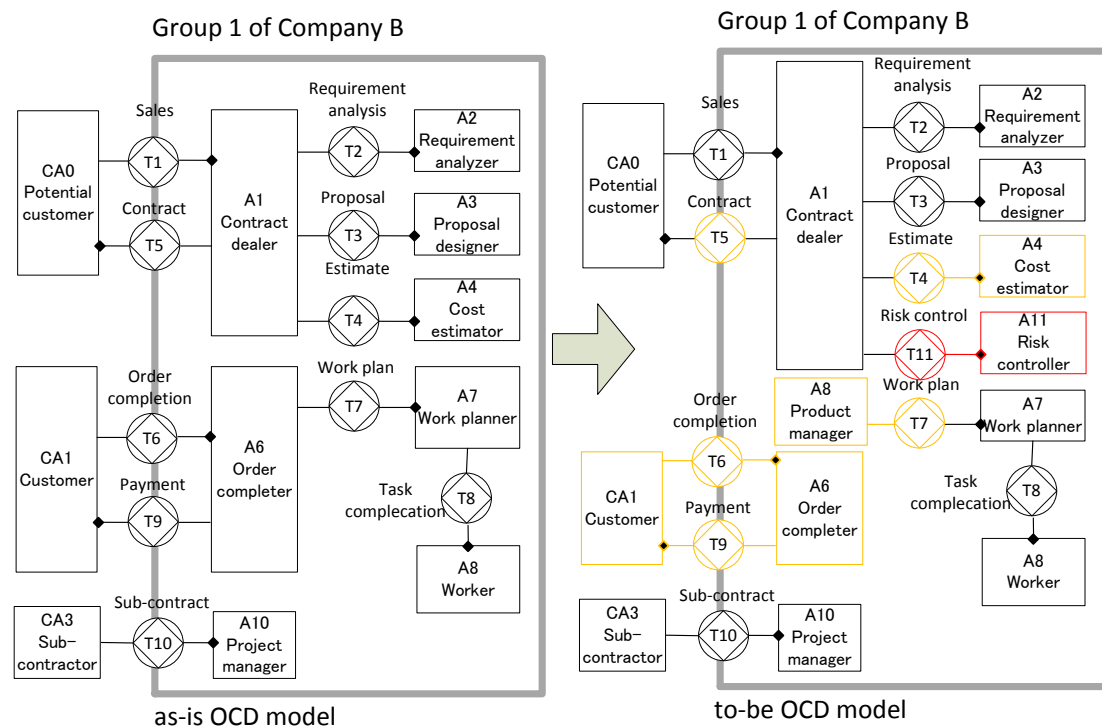 Group 1 of Company B
Sales
T1
CA0
Potential
customer
Contract
T5
A1
Contract
dealer
Requirement
analysis
T2
A2
Requirement
analyzer
Proposal
T3
A3
Proposal
designer
Estimate
T4
A4
Cost
estimator
Order
completion
T6
CA1
Customer
Payment
T9
A6
Order
completer
Work plan
T7
A7
Work planner
Task
complecation
T8
A8
Worker
CA3
Sub-
contractor
Sub-contract
T10
A10
Project
manager
as-is OCD model
Group 1 of Company B
Sales
T1
CA0
Potential
customer
Contract
T5
A1
Contract
dealer
Requirement
analysis
T2
A2
Requirement
analyzer
Proposal
T3
A3
Proposal
designer
Estimate
T4
A4
Cost
estimator
Risk control
T11
A11
Risk
controller
A8
Product
manager
Work plan
T7
A7
Work planner
Order
completion
T6
CA1
Customer
Payment
T9
A6
Order
completer
Task
complecation
T8
A8
Worker
CA3
Sub-
contractor
Sub-contract
T10
A10
Project
manager
to-be OCD model